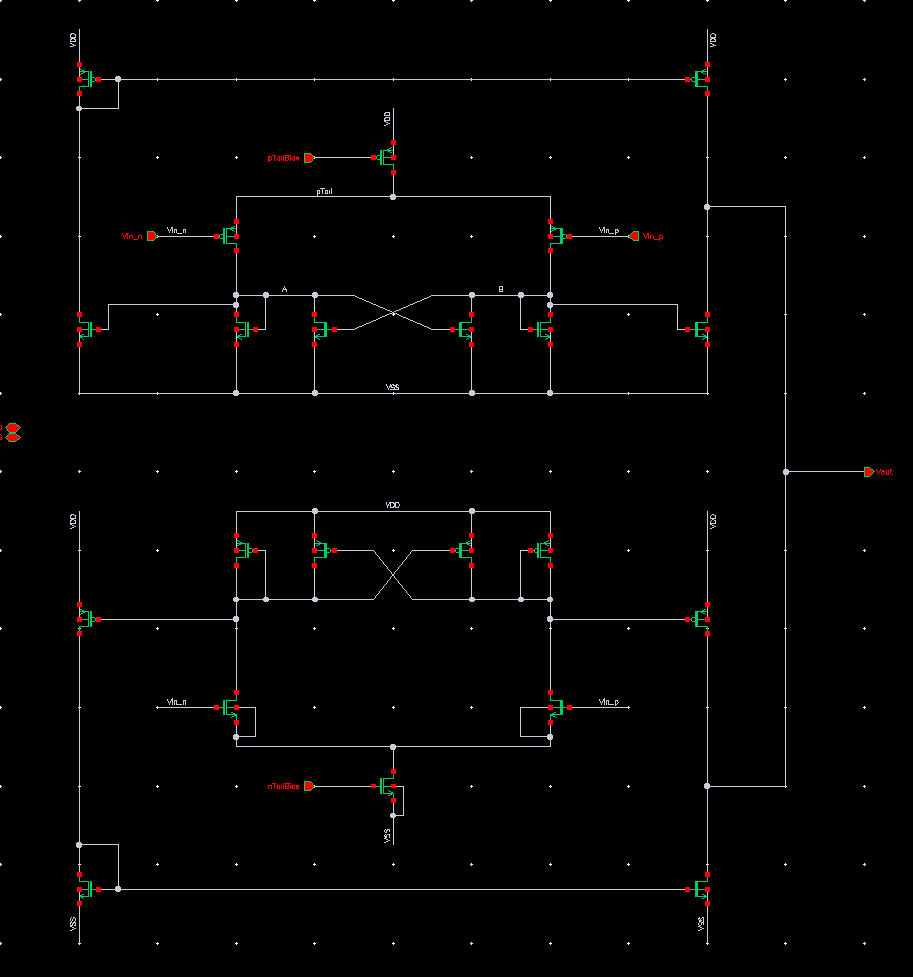 VDD
VDD
VDD
pTailBias
pTail
Vin_n
Vin_n
Vin_p
Vin_p
A
B
VSS
Vout
VDD
VDD
VDD
Vin_n
Vin_p
nTailBias
VSS
VSS
VSS